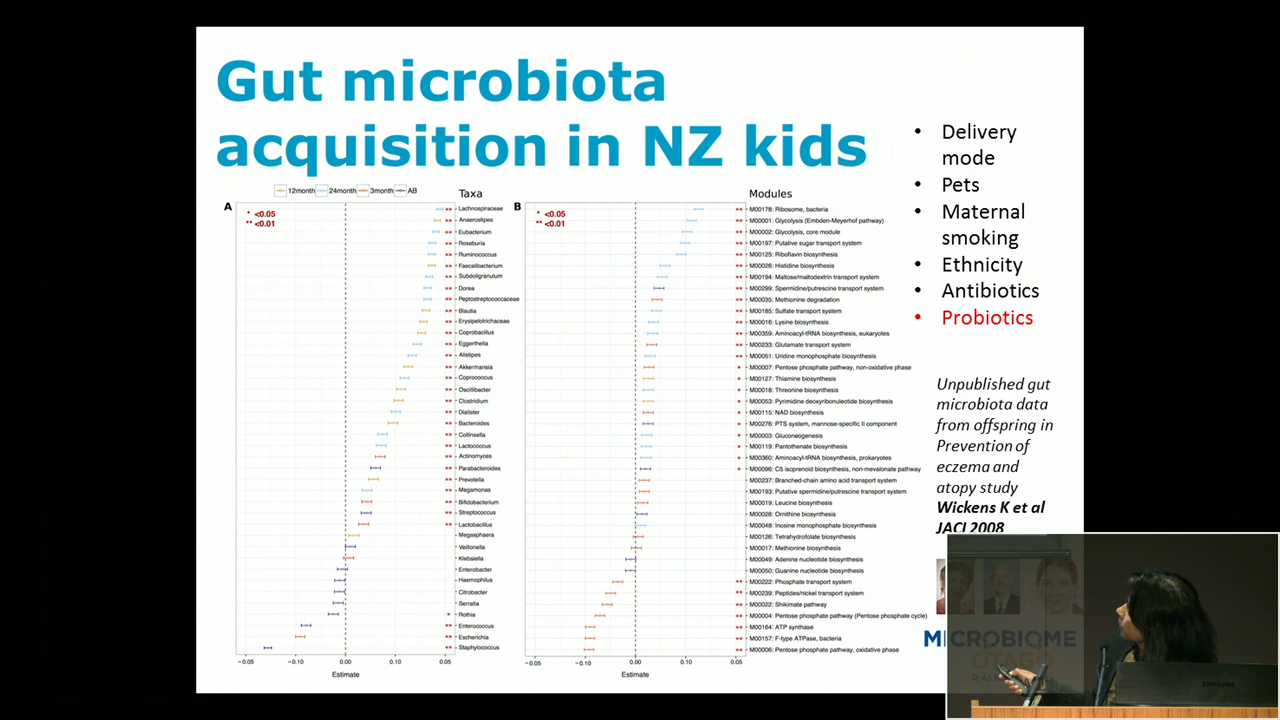 Gut microbiota
acquisition in NZ kids
12month 24month 3month AB
Taxa
A
* <0.05
** <0.01
Lachnospiraceae
Anaerostipes
Eubacterium
Roseburia
Ruminococcus
Faecalibacterium
Subdoligranulum
Dorea
Peptostreptococcaceae
Blautia
Erysipelotrichaceae
Coprobacillus
Eggerthella
Alistipes
Akkermansia
Coprococcus
Oscillibacter
Clostridium
Dialister
Bacteroides
Collinsella
Lactococcus
Actinomyces
Parabacteroides
Prevotella
Megamonas
Bifidobacterium
Streptococcus
Lactobacillus
Megasphaera
Veillonella
Klebsiella
Enterobacter
Haemophilus
Citrobacter
Serratia
Rothia
Enterococcus
Escherichia
Staphylococcus
−0.05 −0.10 0.00 0.10 0.05
Estimate
Modules
B
* <0.05
** <0.01
M00178: Ribosome, bacteria
M00001: Glycolysis (Embden-Meyerhof pathway)
M00002: Glycolysis, core module
M00197: Putative sugar transport system
M00125: Riboflavin biosynthesis
M00026: Histidine biosynthesis
M00194: Maltose/maltodextrin transport system
M00299: Spermidine/putrescine transport system
M00035: Methionine degradation
M00185: Sulfate transport system
M00016: Lysine biosynthesis
M00359: Aminoacyl-tRNA biosynthesis, eukaryotes
M00233: Glutamate transport system
M00051: Uridine monophosphate biosynthesis
M00007: Pentose phosphate pathway, non-oxidative phase
M00127: Thiamine biosynthesis
M00018: Threonine biosynthesis
M00053: Pyrimidine deoxyribonuleotide biosynthesis
M00115: NAD biosynthesis
M00276: PTS system, mannose-specific II component
M00003: Gluconeogenesis
M00119: Pantothenate biosynthesis
M00360: Aminoacyl-tRNA biosynthesis, prokaryotes
M00096: C5 isoprenoid biosynthesis, non-mevalonate pathway
M00237: Branched-chain amino acid transport system
M00193: Putative spermidine/putrescine transport system
M00019: Leucine biosynthesis
M00028: Ornithine biosynthesis
M00048: Inosine monophosphate biosynthesis
M00126: Tetrahydrofolate biosynthesis
M00017: Methionine biosynthesis
M00049: Adenine nucleotide biosynthesis
M00050: Guanine nucleotide biosynthesis
M00222: Phosphate transport system
M00239: Peptides/nickel transport system
M00022: Shikimate pathway
M00004: Pentose phosphate pathway (Pentose phosphate cycle)
M00164: ATP synthase
M00157: F-type ATPase, bacteria
M00006: Pentose phosphate pathway, oxidative phase
−0.05 −0.10 0.00 0.10 0.05
Estimate
• Delivery
mode
• Pets
• Maternal
smoking
• Ethnicity
• Antibiotics
• Probiotics
Unpublished gut
microbiota data
from offspring in
Prevention of
eczema and
atopy study
Wickens K et al
JACI 2008
MICROBIOME
SAMSUNG